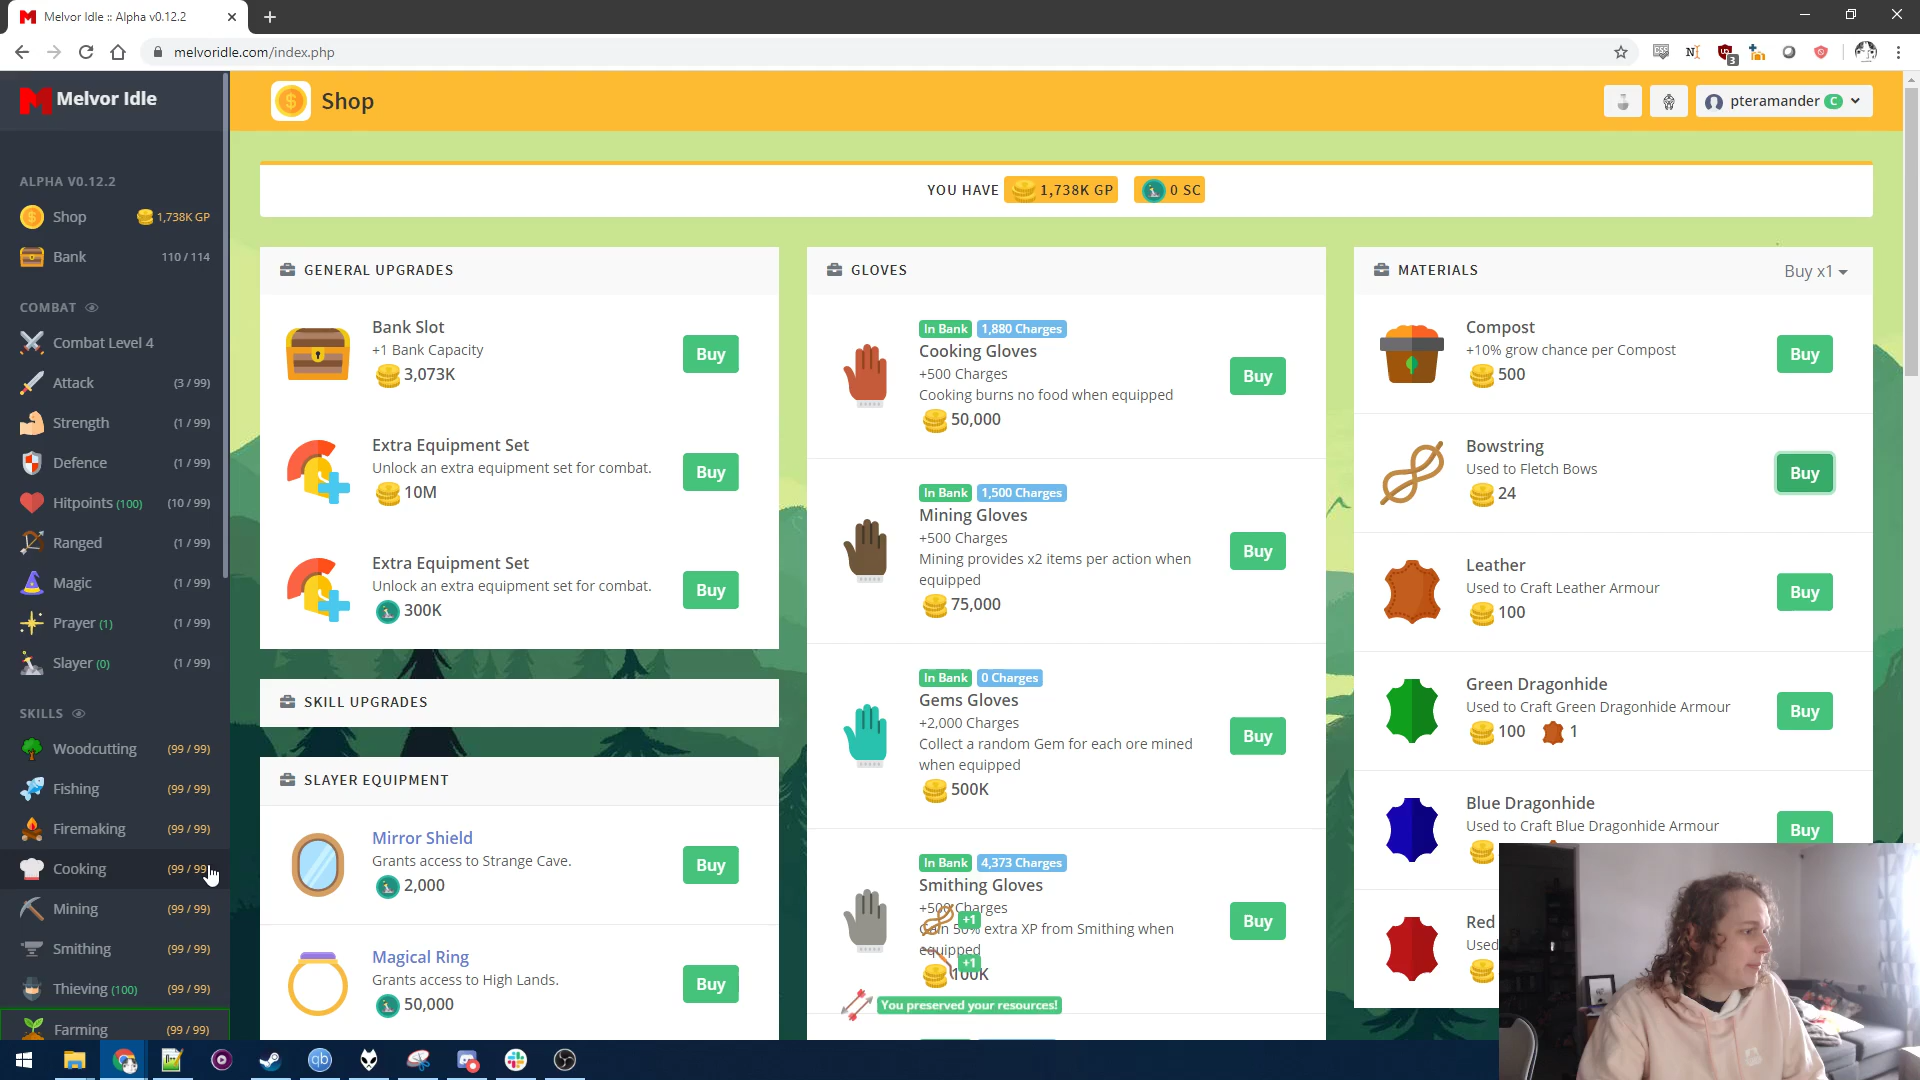 Melvor Idle :: Alpha v0.12.2
melvoridle.com/index.php
3
Melvor Idle
Shop
pteramander C
ALPHA V0.12.2
Shop 1,738K GP
Bank 110 / 114
COMBAT
Combat Level 4
Attack (3 / 99)
Strength (1 / 99)
Defence (1 / 99)
Hitpoints (100) (10 / 99)
Ranged (1 / 99)
Magic (1 / 99)
Prayer (1) (1 / 99)
Slayer (0) (1 / 99)
SKILLS
Woodcutting (99 / 99)
Fishing (99 / 99)
Firemaking (99 / 99)
Cooking (99 / 99)
Mining (99 / 99)
Smithing (99 / 99)
Thieving (100) (99 / 99)
Farming (99 / 99)
YOU HAVE 1,738K GP 0 SC
GENERAL UPGRADES
Bank Slot
+1 Bank Capacity
3,073K
Buy
Extra Equipment Set
Unlock an extra equipment set for combat.
10M
Buy
Extra Equipment Set
Unlock an extra equipment set for combat.
300K
Buy
SKILL UPGRADES
SLAYER EQUIPMENT
Mirror Shield
Grants access to Strange Cave.
2,000
Buy
Magical Ring
Grants access to High Lands.
50,000
Buy
GLOVES
In Bank 1,880 Charges
Cooking Gloves
+500 Charges
Cooking burns no food when equipped
50,000
Buy
In Bank 1,500 Charges
Mining Gloves
+500 Charges
Mining provides x2 items per action when
equipped
75,000
Buy
In Bank 0 Charges
Gems Gloves
+2,000 Charges
Collect a random Gem for each ore mined
when equipped
500K
Buy
In Bank 4,373 Charges
Smithing Gloves
+500 Charges
Gain 50% extra XP from Smithing when
equipped
100K
Buy
+1
+1
You preserved your resources!
MATERIALS
Buy x1
Compost
+10% grow chance per Compost
500
Buy
Bowstring
Used to Fletch Bows
24
Buy
Leather
Used to Craft Leather Armour
100
Buy
Green Dragonhide
Used to Craft Green Dragonhide Armour
100 1
Buy
Blue Dragonhide
Used to Craft Blue Dragonhide Armour
Buy
Red
Used